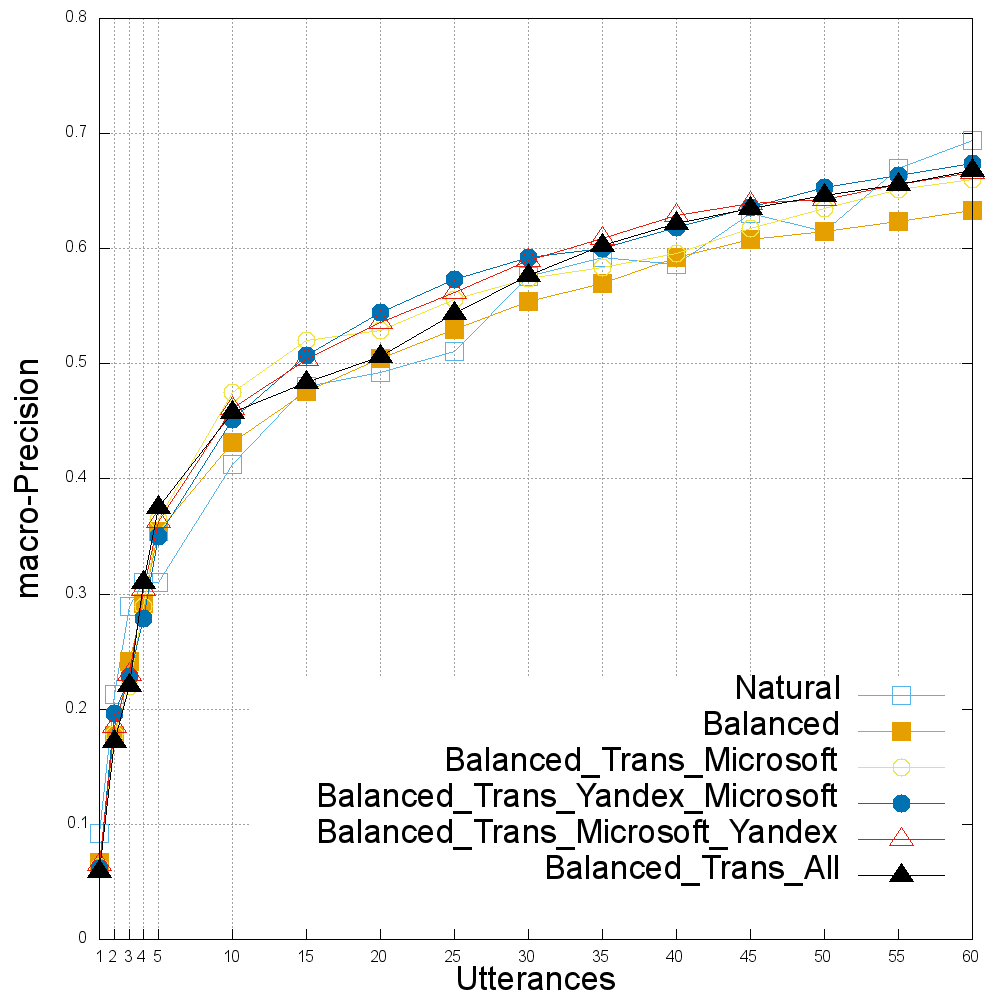 0.8
0.7
0.6
0.5
0.4
0.3
0.2
0.1
0
macro-Precision
Natural
Balanced
Balanced_Trans_Microsoft
Balanced_Trans_Yandex_Microsoft
Balanced_Trans_Microsoft_Yandex
Balanced_Trans_All
1 2 3 4 5 10 15 20 25 30 35 40 45 50 55 60
Utterances